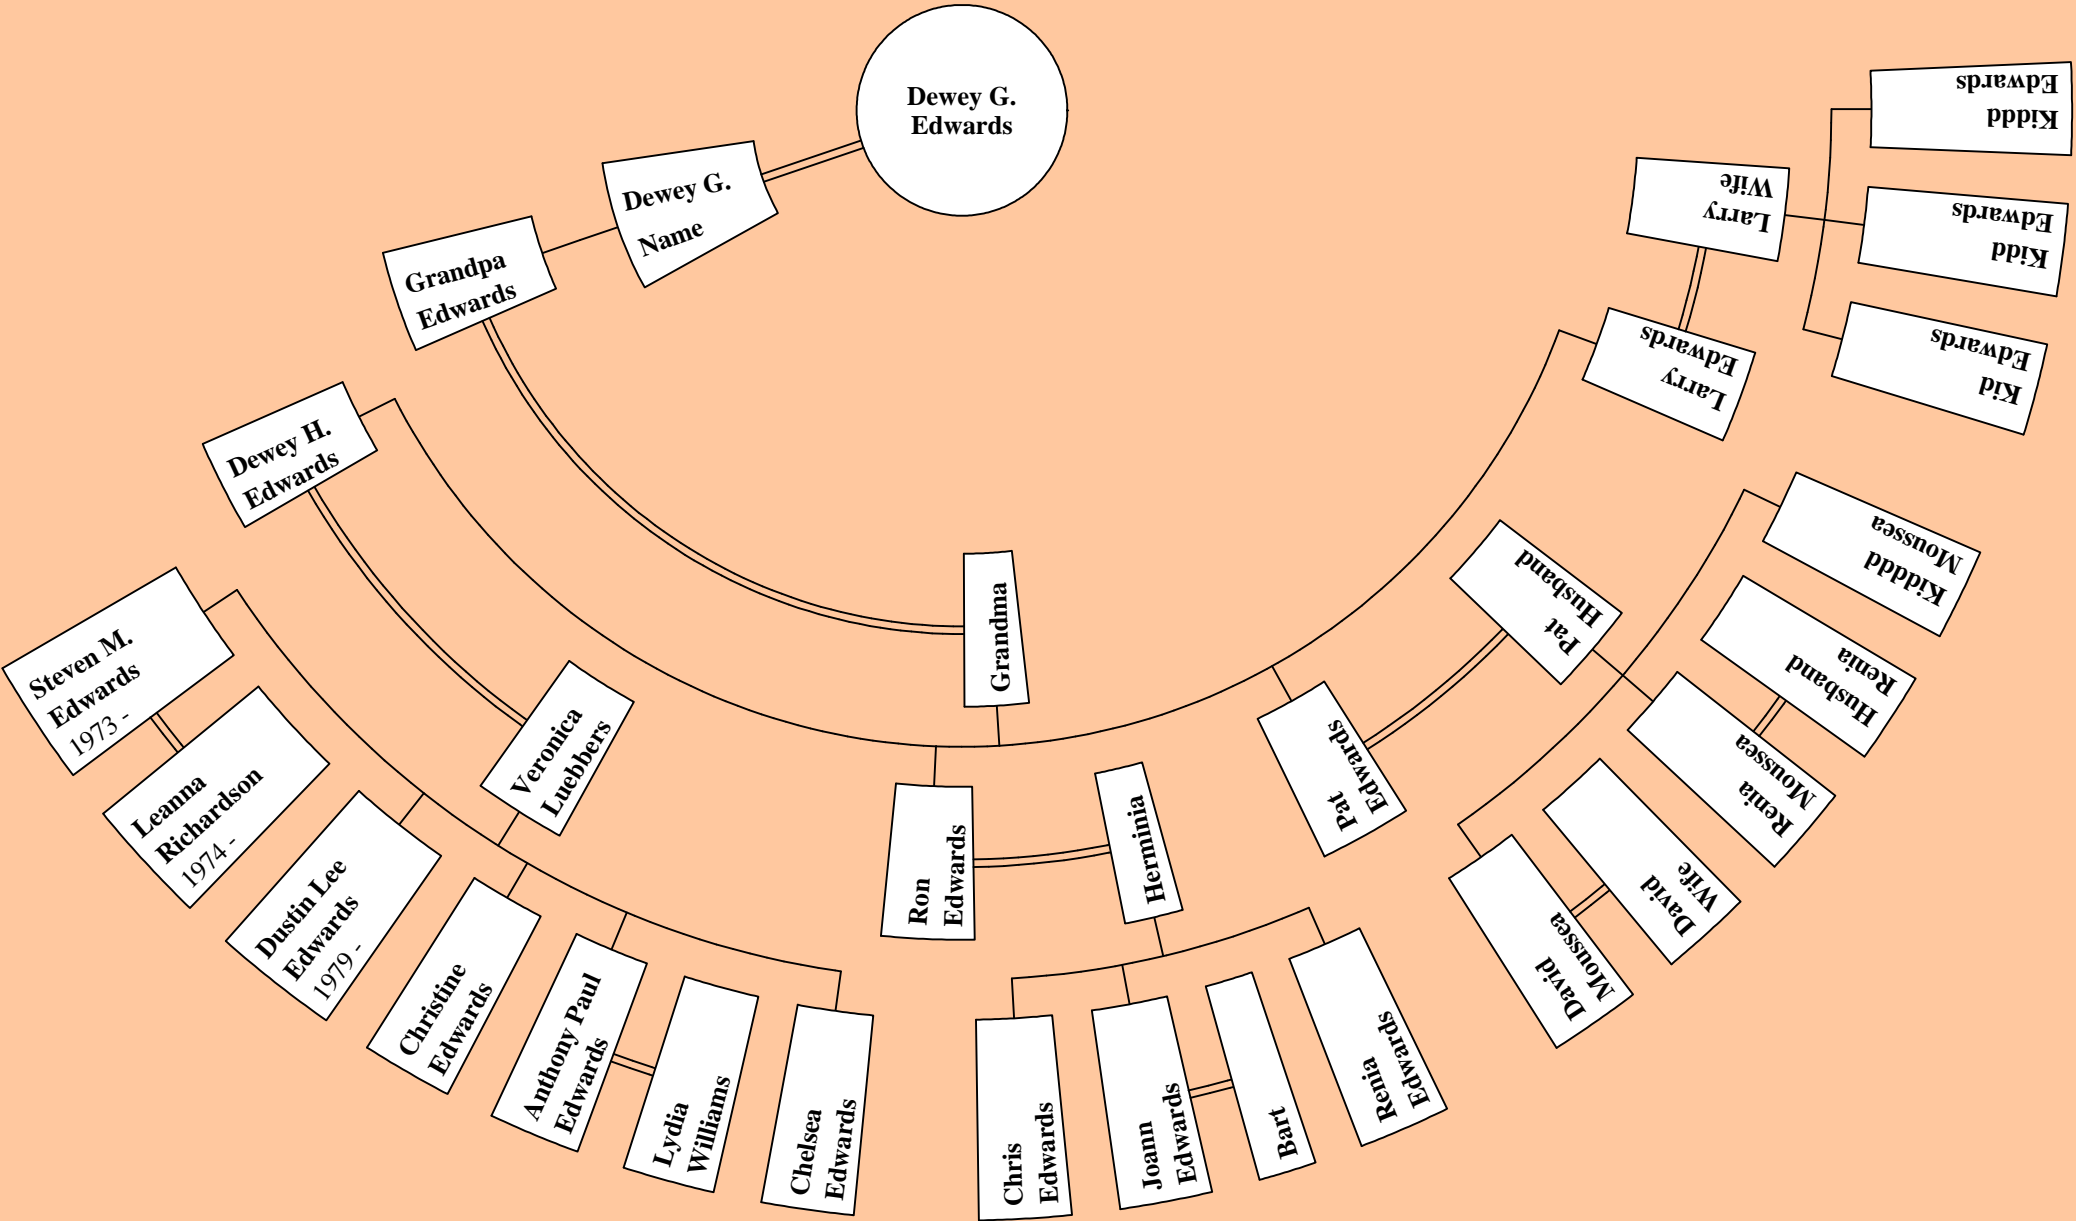 Dewey G.
Edwards
Dewey G.
Name
Grandpa
Edwards
Grandma
Dewey H.
Edwards
Veronica
Luebbers
Steven M.
Edwards
1973 -
Leanna
Richardson
1974 -
Dustin Lee
Edwards
1979 -
Christine
Edwards
Anthony Paul
Edwards
Lydia
Williams
Chelsea
Edwards
Ron
Edwards
Herminia
Chris
Edwards
Joann
Edwards
Bart
Renia
Edwards
Pat
Edwards
Pat
Husband
David
Moussea
David
Wife
Renia
Moussea
Husband
Renia
Kidddd
Moussea
Larry
Edwards
Larry
Wife
Kid
Edwards
Kidd
Edwards
Kiddd
Edwards